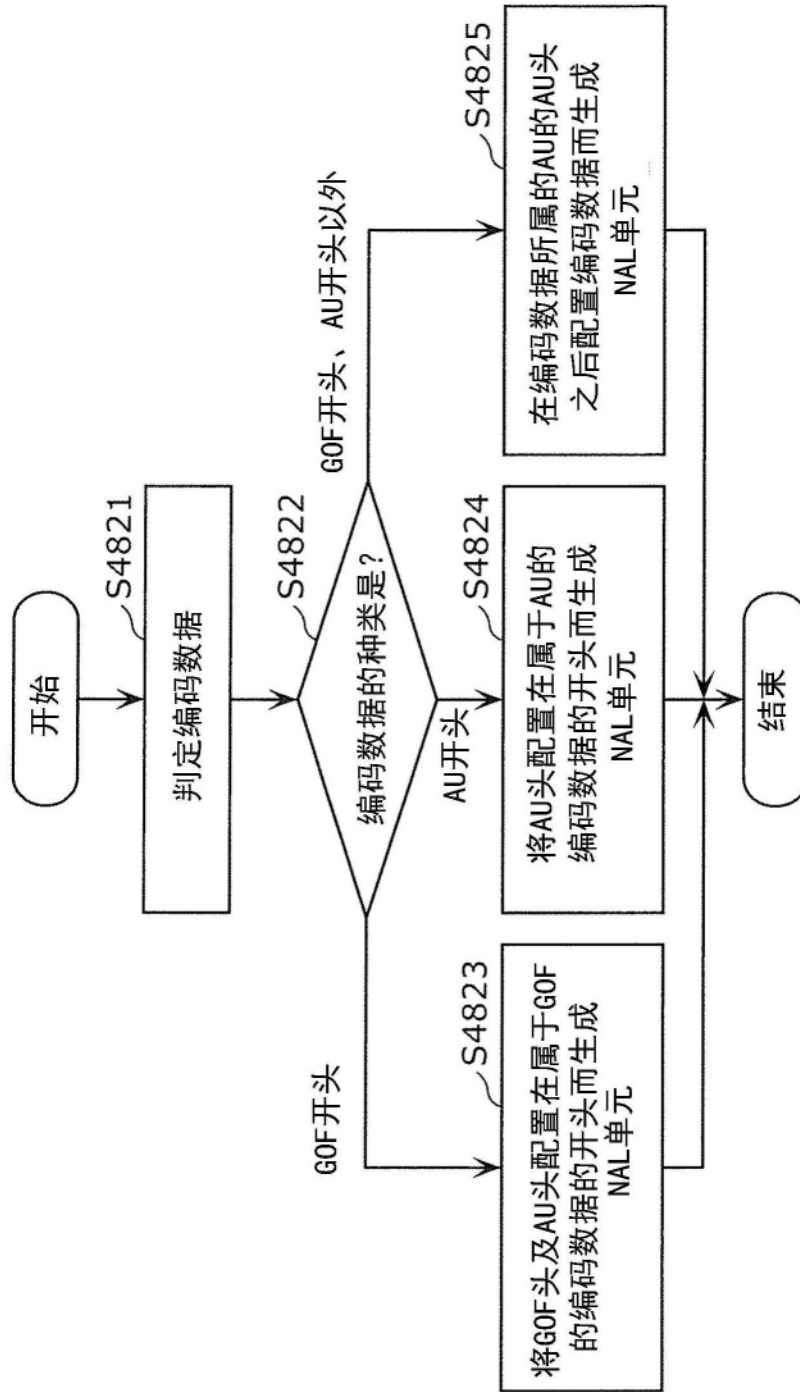 开始
S4821
判定编码数据
S4822
编码数据的种类是?
GOF开头
AU开头
GOF开头、AU开头以外
S4823
将GOF头及AU头配置在属于GOF
的编码数据的开头而生成
NAL单元
S4824
将AU头配置在属于AU的
编码数据的开头而生成
NAL单元
S4825
在编码数据所属的AU的AU头
之后配置编码数据而生成
NAL单元
结束